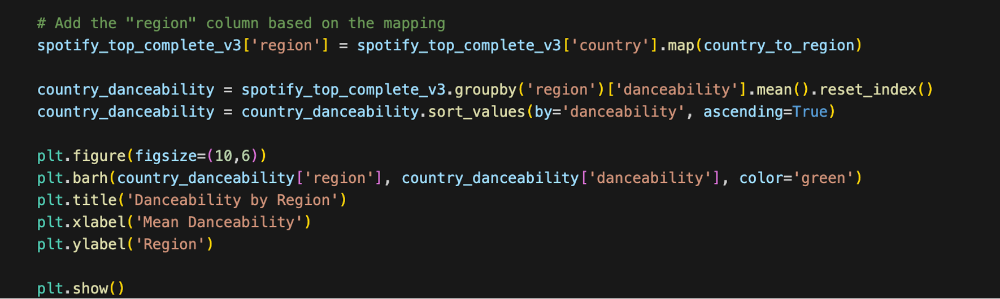 # Add the "region" column based on the mapping
spotify_top_complete_v3['region'] = spotify_top_complete_v3['country'].map(country_to_region)
country_danceability = spotify_top_complete_v3.groupby('region')['danceability'].mean().reset_index()
country_danceability = country_danceability.sort_values(by='danceability', ascending=True)
plt.figure(figsize=(10,6))
plt.barh(country_danceability['region'], country_danceability['danceability'], color='green')
plt.title('Danceability by Region')
plt.xlabel('Mean Danceability')
plt.ylabel('Region')
plt.show()